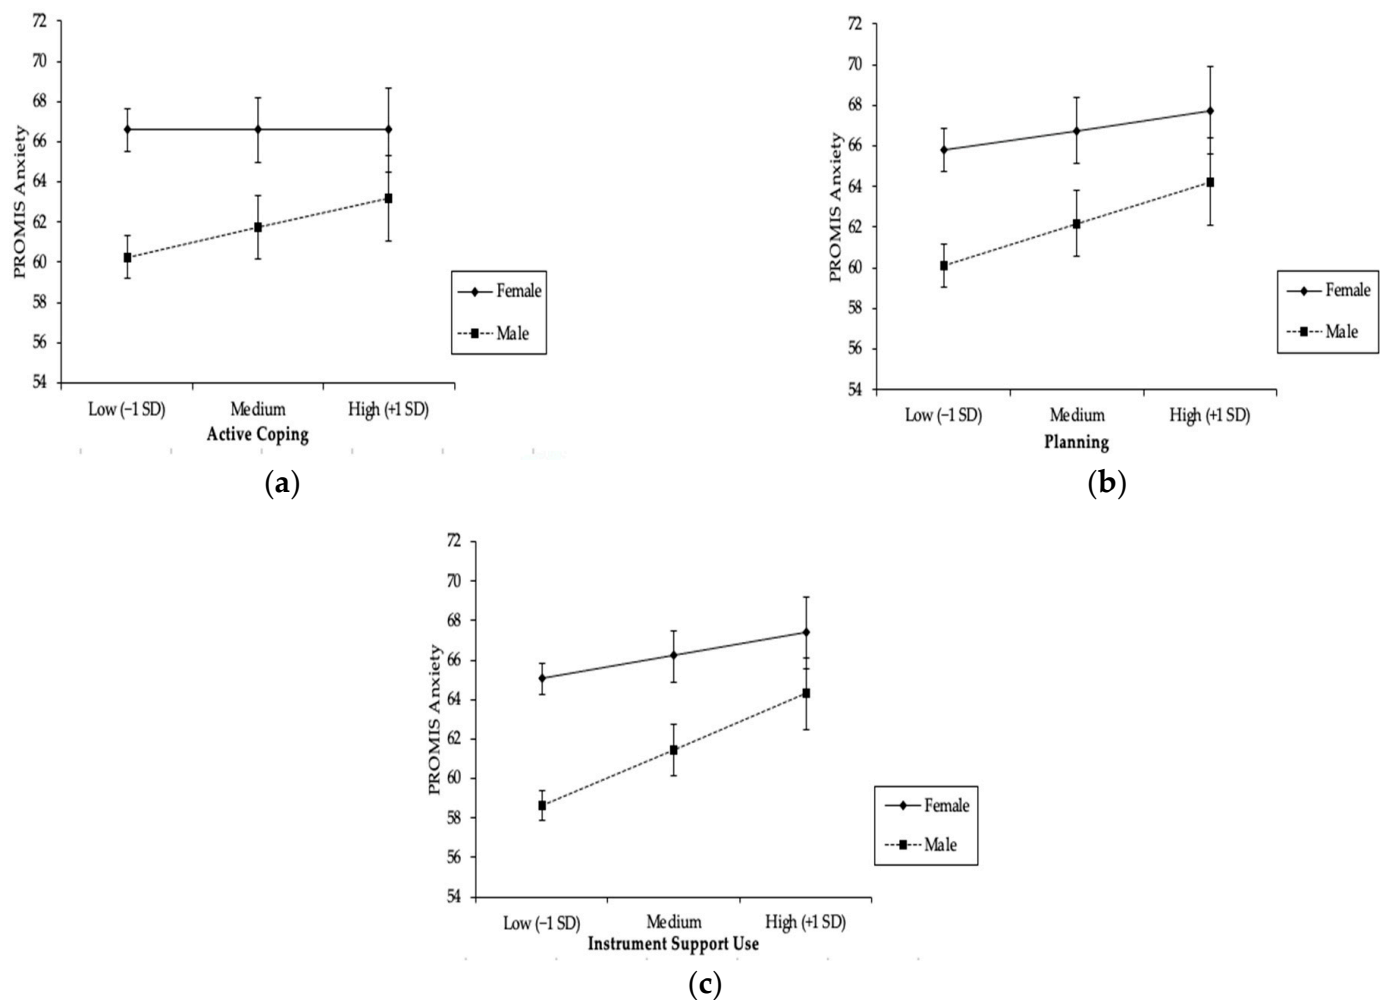 72
70
68
66
64
62
60
58
56
54
PROMIS Anxiety
Low (−1 SD) Medium High (+1 SD)
Active Coping
Female
Male
(a)
72
70
68
66
64
62
60
58
56
54
PROMIS Anxiety
Low (−1 SD) Medium High (+1 SD)
Planning
Female
Male
(b)
72
70
68
66
64
62
60
58
56
54
PROMIS Anxiety
Low (−1 SD) Medium High (+1 SD)
Instrument Support Use
Female
Male
(c)